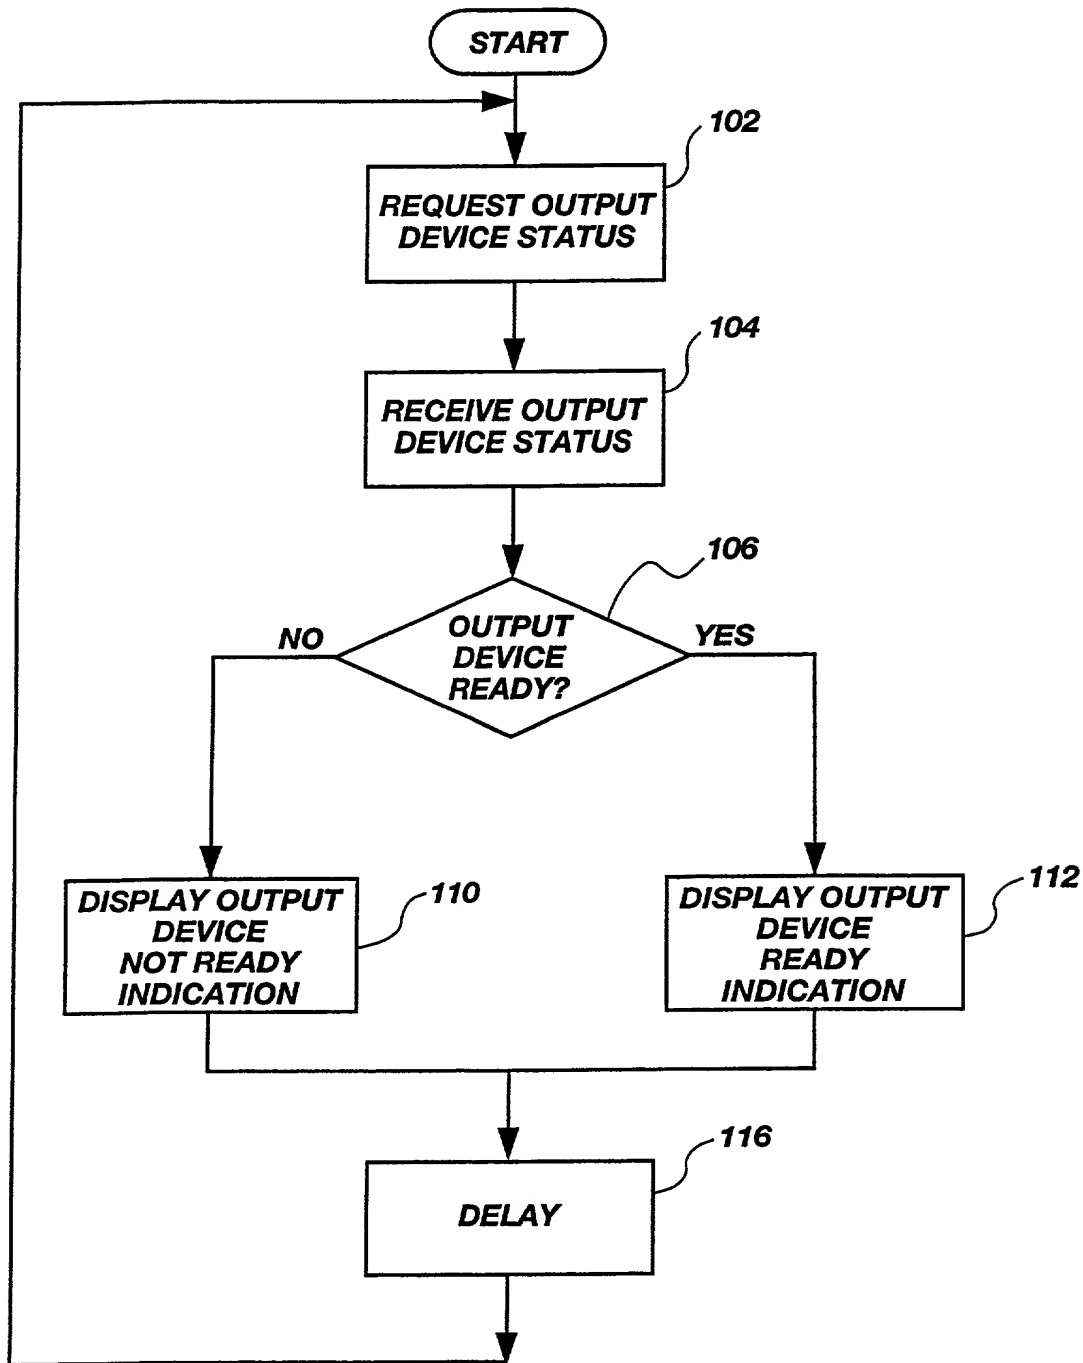 START
102
REQUEST OUTPUT
DEVICE STATUS
104
RECEIVE OUTPUT
DEVICE STATUS
106
NO
OUTPUT
DEVICE
READY?
YES
DISPLAY OUTPUT
DEVICE
NOT READY
INDICATION
110
DISPLAY OUTPUT
DEVICE
READY
INDICATION
112
116
DELAY